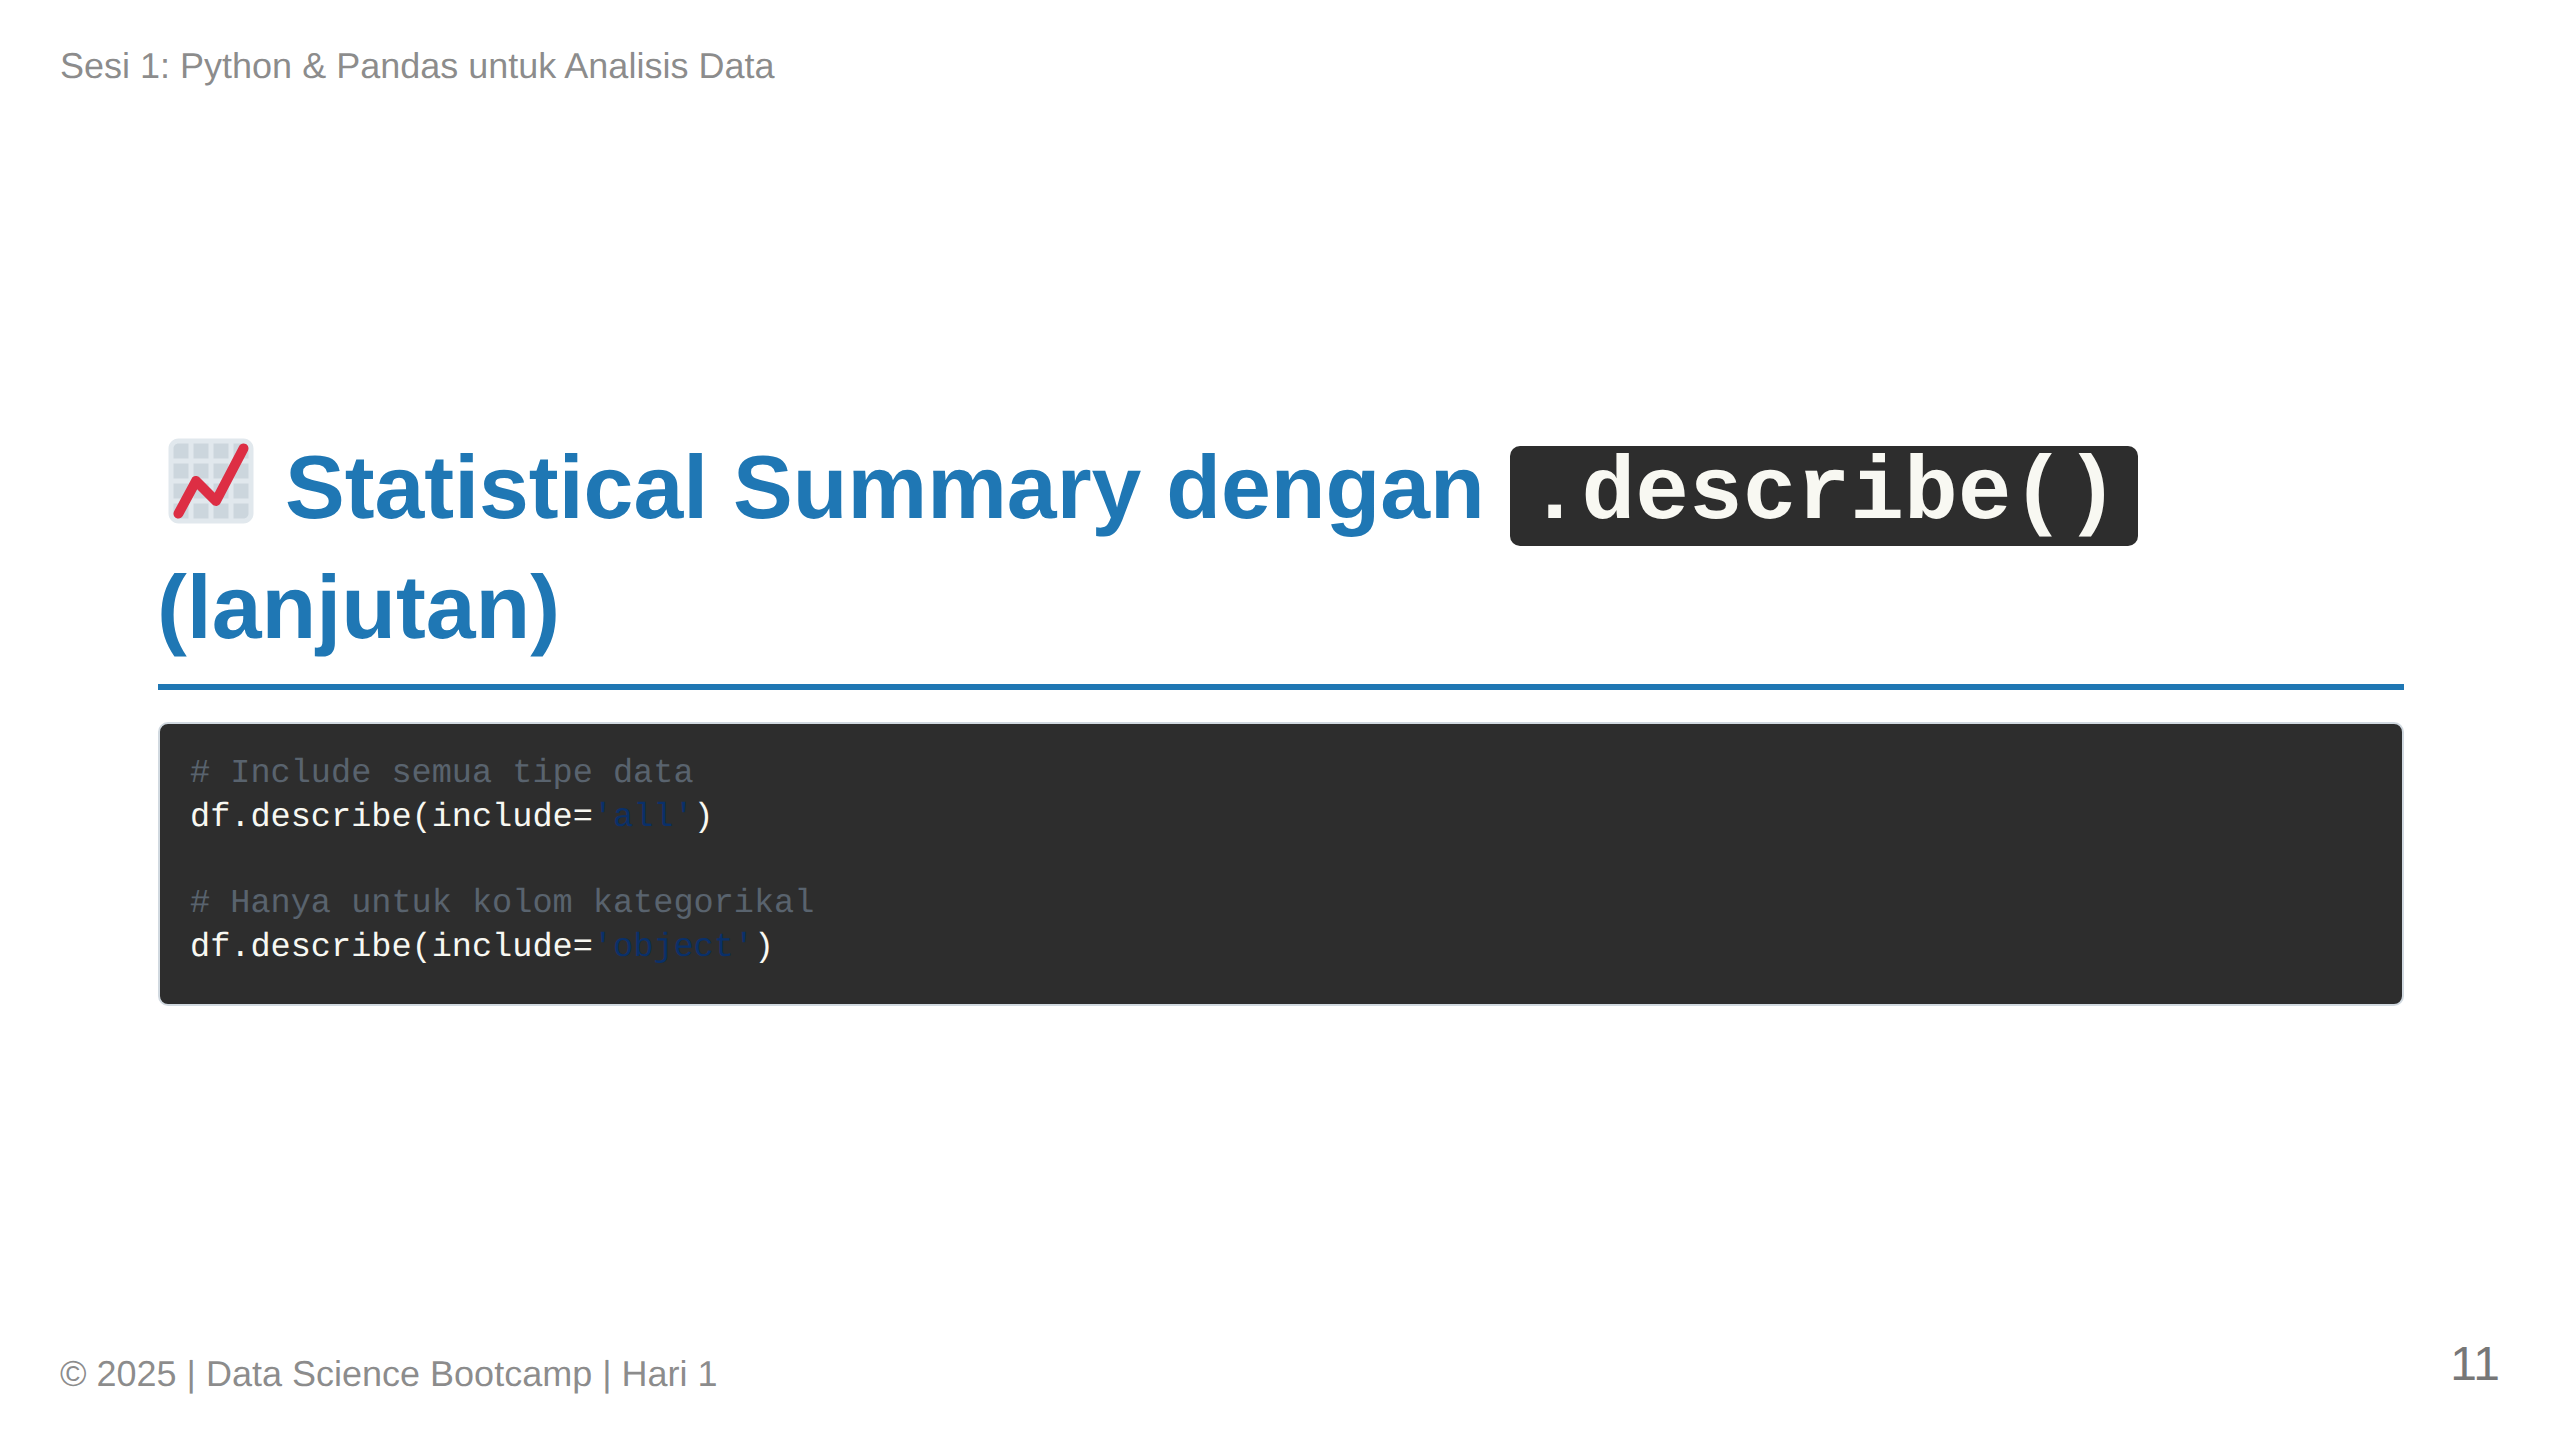 Sesi 1: Python & Pandas untuk Analisis Data
📈 Statistical Summary dengan .describe()
(lanjutan)
# Include semua tipe data
df.describe(include='all')
# Hanya untuk kolom kategorikal
df.describe(include='object')
© 2025 | Data Science Bootcamp | Hari 1
11